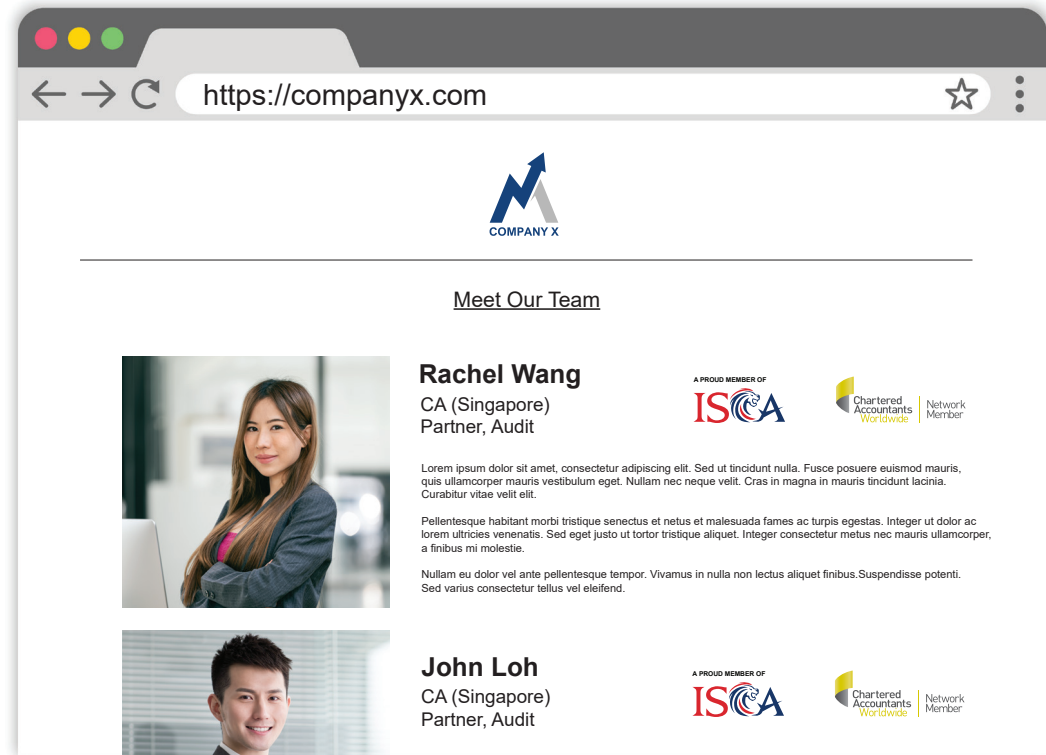 https://companyx.com
COMPANY X
Meet Our Team
Rachel Wang
CA (Singapore)
Partner, Audit
A PROUD MEMBER OF
ISCA
Chartered
Accountants
Worldwide
Network
Member
Lorem ipsum dolor sit amet, consectetur adipiscing elit. Sed ut tincidunt nulla. Fusce posuere euismod mauris,
quis ullamcorper mauris vestibulum eget. Nullam nec neque velit. Cras in magna in mauris tincidunt lacinia.
Curabitur vitae velit elit.
Pellentesque habitant morbi tristique senectus et netus et malesuada fames ac turpis egestas. Integer ut dolor ac
lorem ultricies venenatis. Sed eget justo ut tortor tristique aliquet. Integer consectetur metus nec mauris ullamcorper,
a finibus mi molestie.
Nullam eu dolor vel ante pellentesque tempor. Vivamus in nulla non lectus aliquet finibus.Suspendisse potenti.
Sed varius consectetur tellus vel eleifend.
John Loh
CA (Singapore)
Partner, Audit
A PROUD MEMBER OF
ISCA
Chartered
Accountants
Worldwide
Network
Member